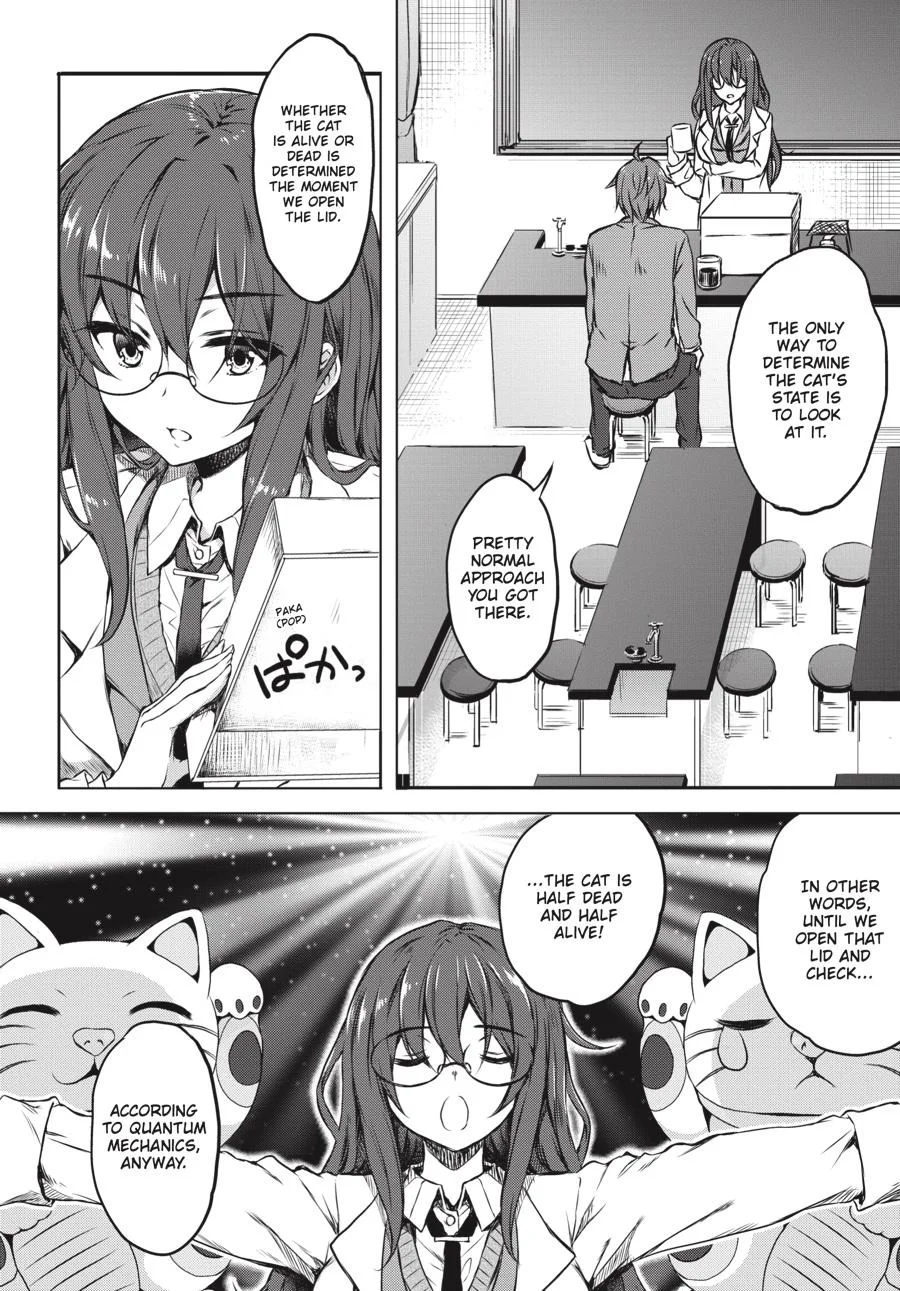 THE ONLY
WAY TO
DETERMINE
THE CAT'S
STATE IS
TO LOOK
AT IT.
PRETTY
NORMAL
APPROACH
YOU GOT
THERE.
WHETHER
THE CAT
IS ALIVE OR
DEAD IS
DETERMINED
THE MOMENT
WE OPEN
THE LID.
PAKA
(POP)
ぱかっ
IN OTHER
WORDS,
UNTIL WE
OPEN THAT
LID AND
CHECK...
...THE CAT IS
HALF DEAD
AND HALF
ALIVE!
ACCORDING
TO QUANTUM
MECHANICS,
ANYWAY.